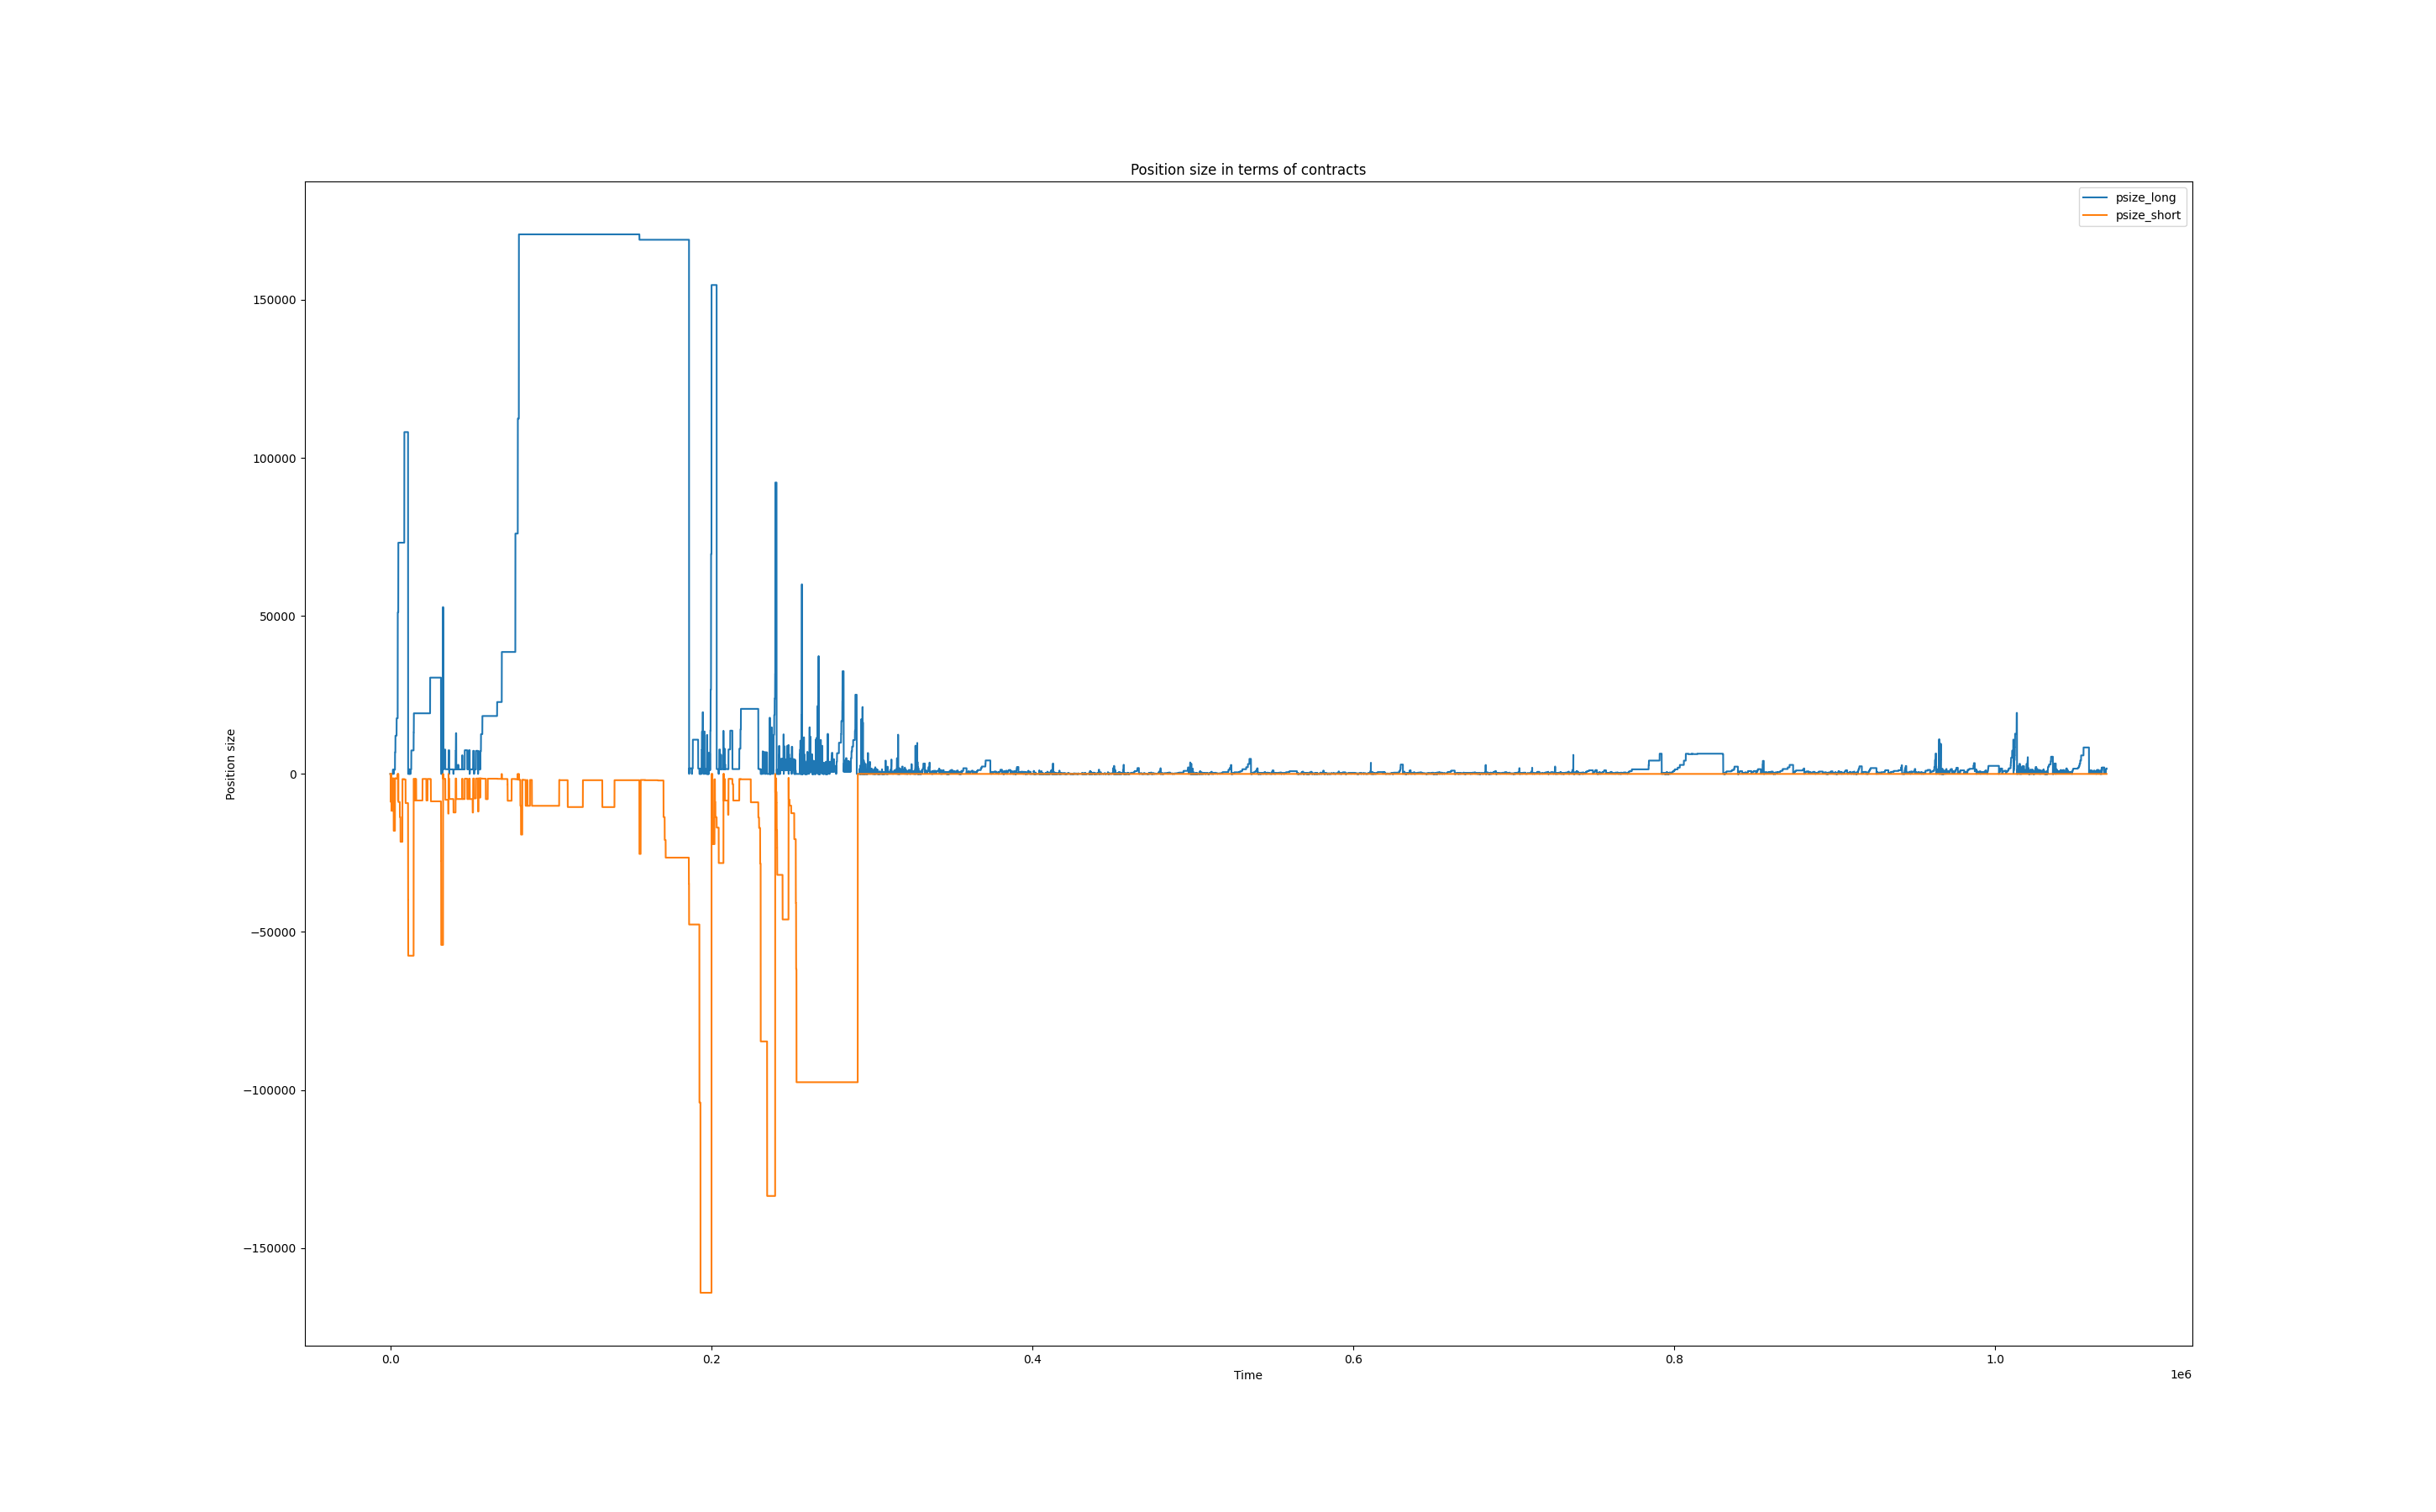 Position size in terms of contracts
psize_long
psize_short
150000
100000
50000
0
−50000
−100000
−150000
Position size
0.0 0.2 0.4 0.6 0.8 1.0
Time
1e6